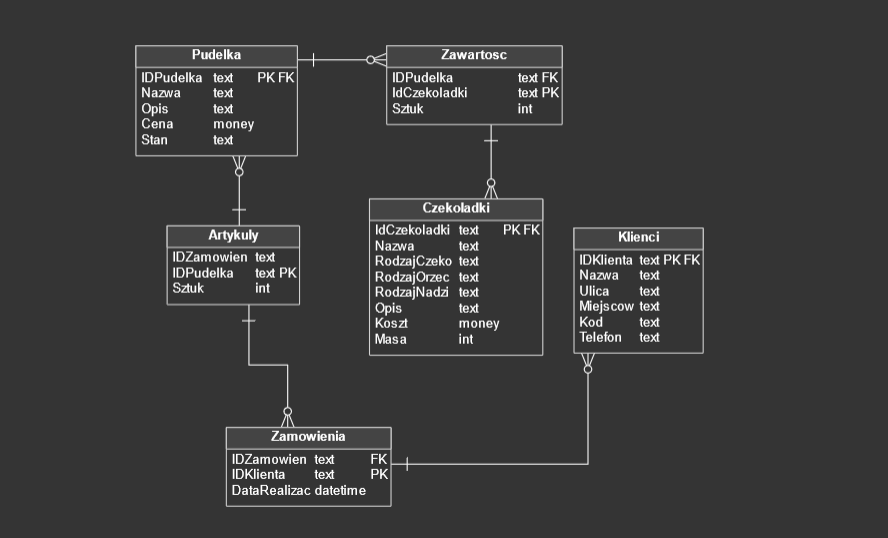 Pudelka
IDPudelka text PK FK
Nazwa text
Opis text
Cena money
Stan text
Zawartosc
IDPudelka text FK
IdCzekoladki text PK
Sztuk int
Artykuly
IDZamowien text
IDPudelka text PK
Sztuk int
Czekoladki
IdCzekoladki text PK FK
Nazwa text
RodzajCzeko text
RodzajOrzec text
RodzajNadzi text
Opis text
Koszt money
Masa int
Klienci
IDKlienta text PK FK
Nazwa text
Ulica text
Miejscow text
Kod text
Telefon text
Zamowienia
IDZamowien text FK
IDKlienta text PK
DataRealizac datetime